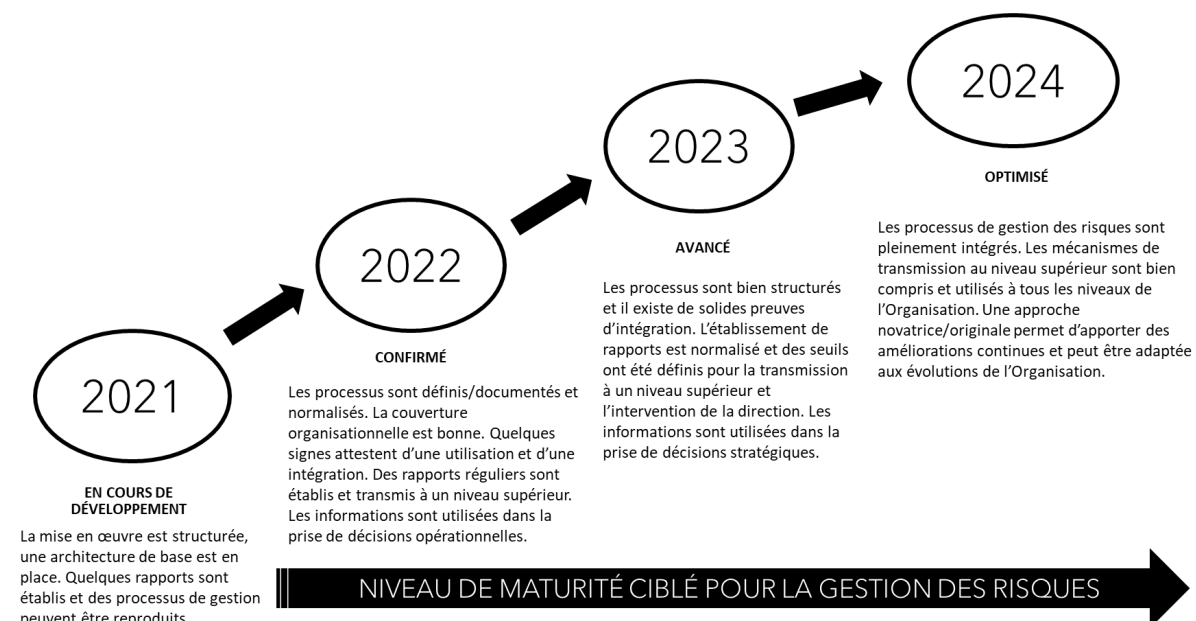 2021
EN COURS DE
DÉVELOPPEMENT
La mise en œuvre est structurée,
une architecture de base est en
place. Quelques rapports sont
établis et des processus de gestion
peuvent être reproduits
2022
CONFIRMÉ
Les processus sont définis/documentés et
normalisés. La couverture
organisationnelle est bonne. Quelques
signes attestent d’une utilisation et d’une
intégration. Des rapports réguliers sont
établis et transmis à un niveau supérieur.
Les informations sont utilisées dans la
prise de décisions opérationnelles.
2023
AVANCÉ
Les processus sont bien structurés
et il existe de solides preuves
d’intégration. L’établissement de
rapports est normalisé et des seuils
ont été définis pour la transmission
à un niveau supérieur et
l’intervention de la direction. Les
informations sont utilisées dans la
prise de décisions stratégiques.
2024
OPTIMISÉ
Les processus de gestion des risques sont
pleinement intégrés. Les mécanismes de
transmission au niveau supérieur sont bien
compris et utilisés à tous les niveaux de
l’Organisation. Une approche
novatrice/originale permet d’apporter des
améliorations continues et peut être adaptée
aux évolutions de l’Organisation.
NIVEAU DE MATURITÉ CIBLÉ POUR LA GESTION DES RISQUES